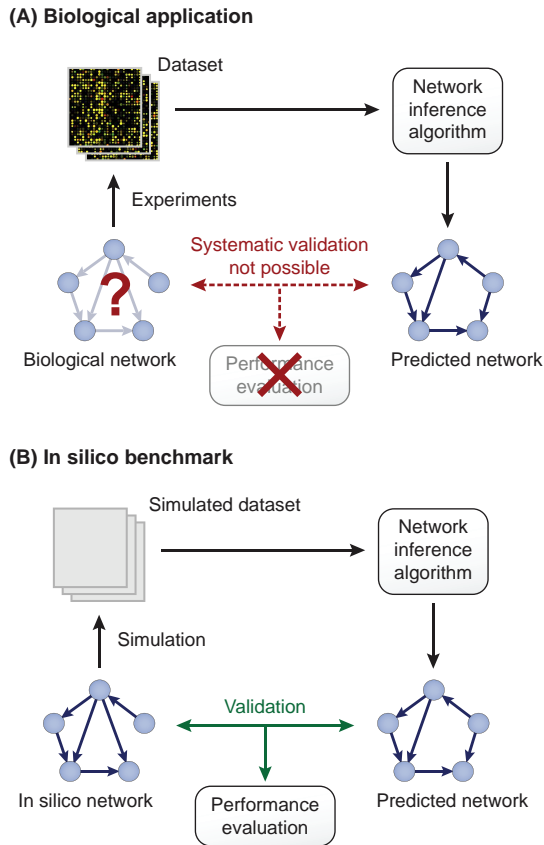 (A) Biological application
Dataset
Network
inference
algorithm
Experiments
Systematic validation
not possible
?
Biological network
Performance
evaluation
Predicted network
(B) In silico benchmark
Simulated dataset
Network
inference
algorithm
Simulation
Validation
In silico network
Performance
evaluation
Predicted network